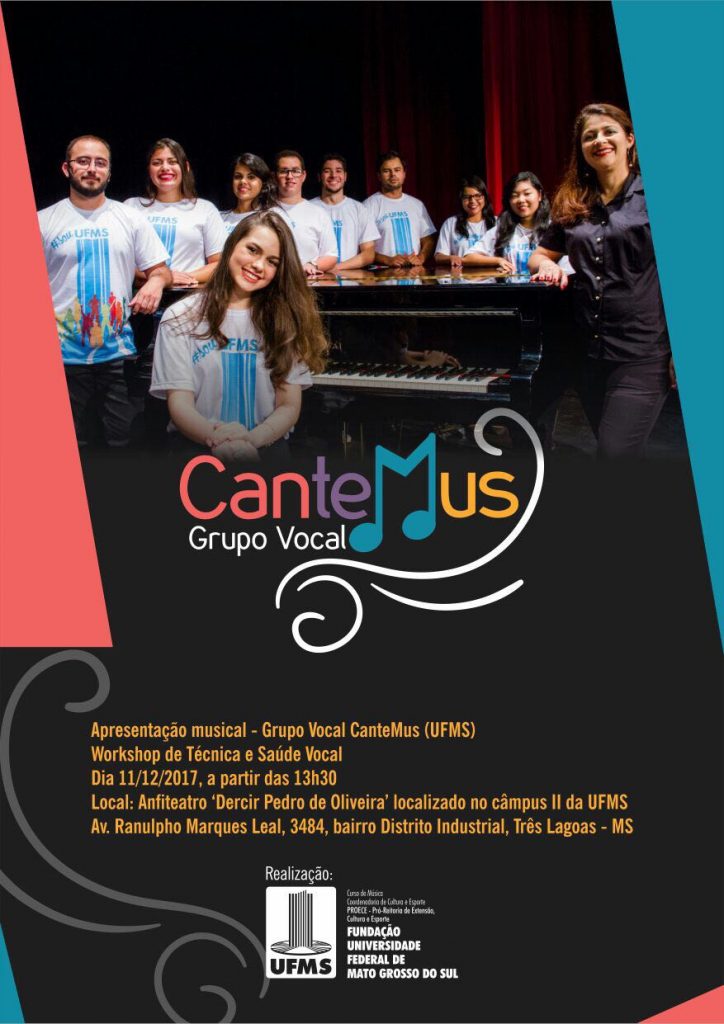 #SouUFMS
#SouUFMS
CanteMus
Grupo Vocal
Apresentação musical - Grupo Vocal CanteMus (UFMS)
Workshop de Técnica e Saúde Vocal
Dia 11/12/2017, a partir das 13h30
Local: Anfiteatro ‘Dercir Pedro de Oliveira’ localizado no câmpus II da UFMS
Av. Ranulpho Marques Leal, 3484, bairro Distrito Industrial, Três Lagoas - MS
Realização:
UFMS
Curso de Música
Coordenadoria de Cultura e Esporte
PROECE - Pró-Reitoria de Extensão,
Cultura e Esporte
FUNDAÇÃO
UNIVERSIDADE
FEDERAL DE
MATO GROSSO DO SUL